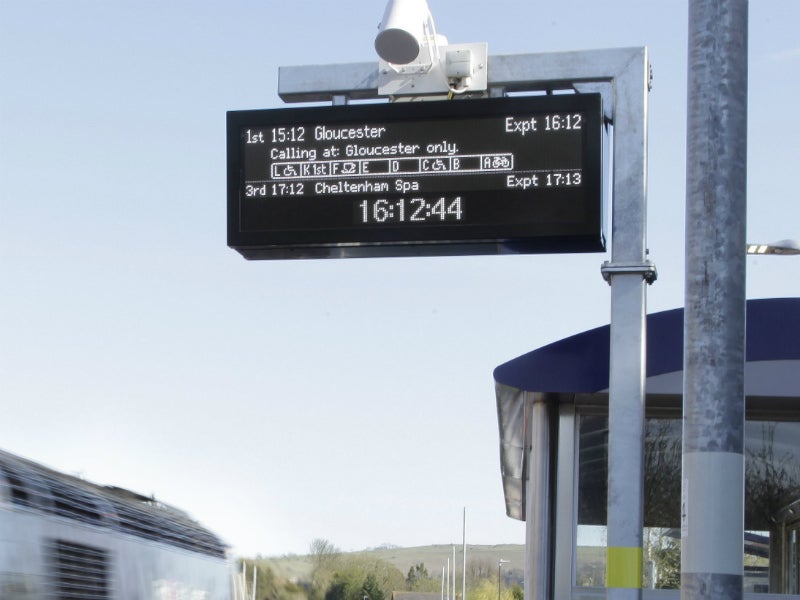 1st 15:12 Gloucester Expt 16:12
Calling at: Gloucester only.
L K 1st F E D C B A
3rd 17:12 Cheltenham Spa Expt 17:13
16:12:44